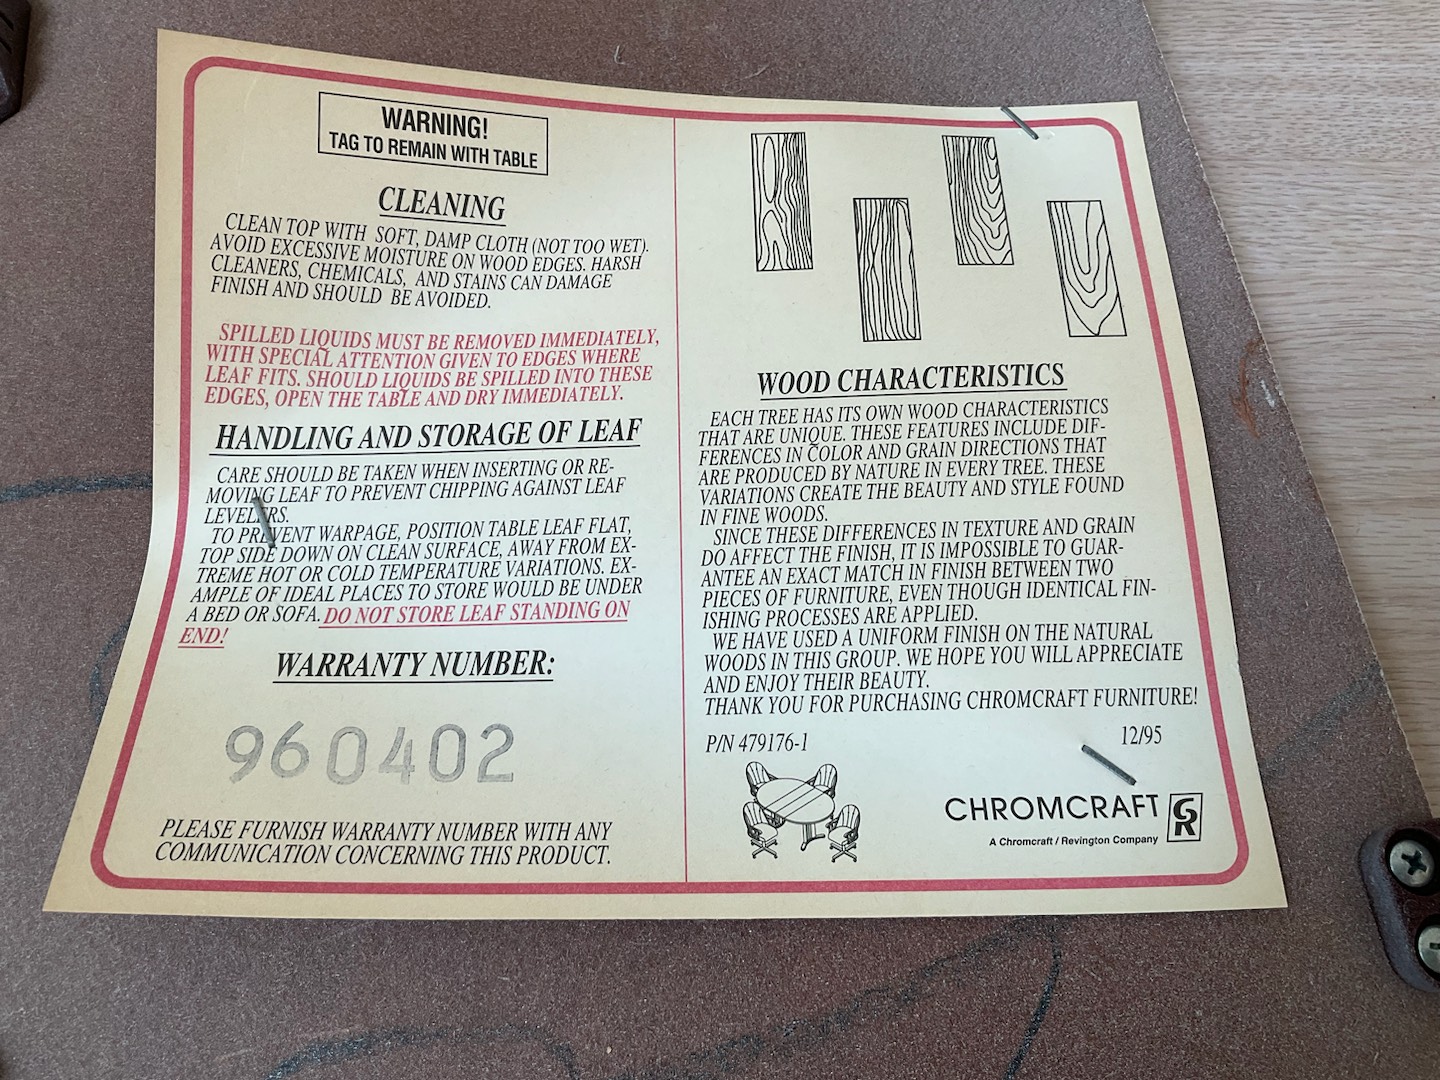 WARNING!
TAG TO REMAIN WITH TABLE
CLEANING
CLEAN TOP WITH SOFT, DAMP CLOTH (NOT TOO WET).
AVOID EXCESSIVE MOISTURE ON WOOD EDGES. HARSH
CLEANERS, CHEMICALS, AND STAINS CAN DAMAGE
FINISH AND SHOULD BE AVOIDED.
SPILLED LIQUIDS MUST BE REMOVED IMMEDIATELY,
WITH SPECIAL ATTENTION GIVEN TO EDGES WHERE
LEAF FITS. SHOULD LIQUIDS BE SPILLED INTO THESE
EDGES, OPEN THE TABLE AND DRY IMMEDIATELY.
HANDLING AND STORAGE OF LEAF
CARE SHOULD BE TAKEN WHEN INSERTING OR RE-
MOVING LEAF TO PREVENT CHIPPING AGAINST LEAF
LEVELERS.
TO PREVENT WARPAGE, POSITION TABLE LEAF FLAT,
TOP SIDE DOWN ON CLEAN SURFACE, AWAY FROM EX-
TREME HOT OR COLD TEMPERATURE VARIATIONS. EX-
AMPLE OF IDEAL PLACES TO STORE WOULD BE UNDER
A BED OR SOFA. DO NOT STORE LEAF STANDING ON
END!
WARRANTY NUMBER:
960402
PLEASE FURNISH WARRANTY NUMBER WITH ANY
COMMUNICATION CONCERNING THIS PRODUCT.
WOOD CHARACTERISTICS
EACH TREE HAS ITS OWN WOOD CHARACTERISTICS
THAT ARE UNIQUE. THESE FEATURES INCLUDE DIF-
FERENCES IN COLOR AND GRAIN DIRECTIONS THAT
ARE PRODUCED BY NATURE IN EVERY TREE. THESE
VARIATIONS CREATE THE BEAUTY AND STYLE FOUND
IN FINE WOODS.
SINCE THESE DIFFERENCES IN TEXTURE AND GRAIN
DO AFFECT THE FINISH, IT IS IMPOSSIBLE TO GUAR-
ANTEE AN EXACT MATCH IN FINISH BETWEEN TWO
PIECES OF FURNITURE, EVEN THOUGH IDENTICAL FIN-
ISHING PROCESSES ARE APPLIED.
WE HAVE USED A UNIFORM FINISH ON THE NATURAL
WOODS IN THIS GROUP. WE HOPE YOU WILL APPRECIATE
AND ENJOY THEIR BEAUTY.
THANK YOU FOR PURCHASING CHROMCRAFT FURNITURE!
P/N 479176-1 12/95
CHROMCRAFT CR
A Chromcraft / Revington Company